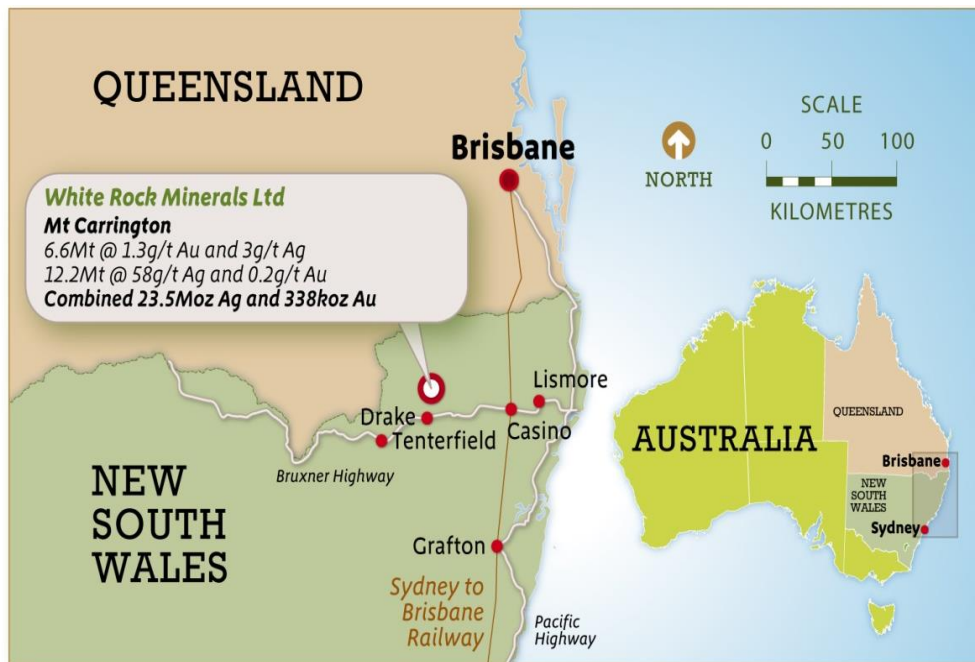 QUEENSLAND
Brisbane
NORTH
SCALE
0 50 100
KILOMETRES
White Rock Minerals Ltd
Mt Carrington
6.6Mt @ 1.3g/t Au and 3g/t Ag
12.2Mt @ 58g/t Ag and 0.2g/t Au
Combined 23.5Moz Ag and 338koz Au
Lismore
Drake
Casino
Tenterfield
Bruxner Highway
NEW
SOUTH
WALES
Grafton
Sydney to
Brisbane
Railway
Pacific
Highway
AUSTRALIA
QUEENSLAND
Brisbane
NEW
SOUTH
WALES
Sydney